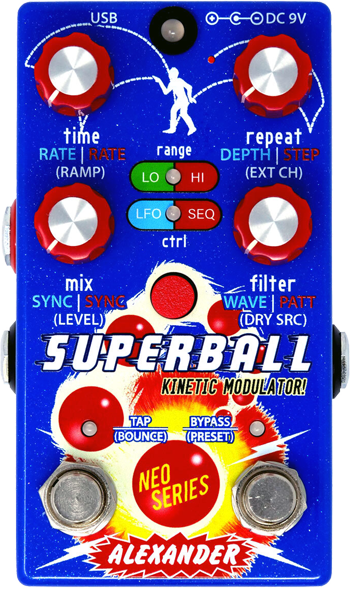 USB DC 9V
time repeat
RATE | RATE DEPTH | STEP
(RAMP) (EXT CH)
range
LO HI
LFO SEQ
ctrl
mix filter
SYNC | SYNC WAVE | PATT
(LEVEL) (DRY SRC)
SUPERBALL
KINETIC MODULATOR!
TAP BYPASS
(BOUNCE) (PRESET)
NEO
SERIES
ALEXANDER